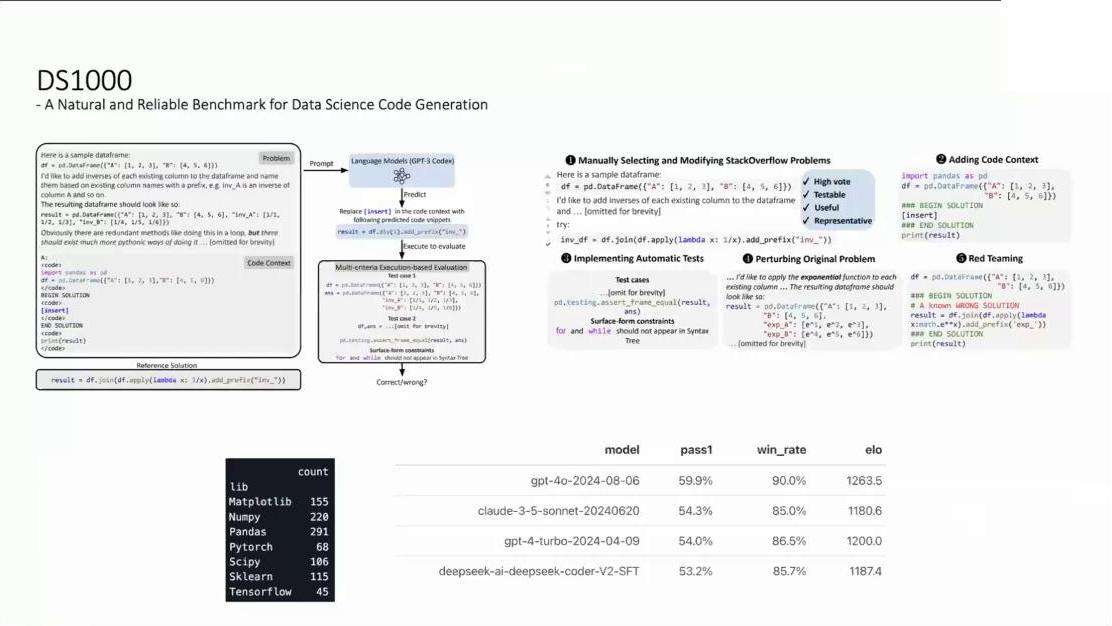 DS1000
- A Natural and Reliable Benchmark for Data Science Code Generation
Here is a sample dataframe:
Problem
df = pd.DataFrame({"A": [1, 2, 3], "B": [4, 5, 6]})
I'd like to add inverses of each existing column to the dataframe and name
them based on existing column names with a prefix, e.g. inv_A is an inverse of
column A and so on.
The resulting dataframe should look like so:
result = pd.DataFrame({"A": [1, 2, 3], "B": [4, 5, 6], "inv_A": [1/1,
1/2, 1/3], "inv_B": [1/4, 1/5, 1/6]})
Obviously there are redundant methods like doing this in a loop, but there
should exist much more pythonic ways of doing it ... [omitted for brevity]
A:
Code Context
<code>
import pandas as pd
df = pd.DataFrame({"A": [1, 2, 3], "B": [4, 5, 6]})
</code>
BEGIN SOLUTION
<code>
[insert]
</code>
END SOLUTION
<code>
print(result)
</code>
Reference Solution
result = df.join(df.apply(lambda x: 1/x).add_prefix("inv_"))
Prompt
Language Models (GPT-3 Codex)
Predict
Replace [insert] in the code context with
following predicted code snippets
result = df.div(1).add_prefix("inv_")
Execute to evaluate
Multi-criteria Execution-based Evaluation
Test case 1
df = pd.DataFrame({"A": [1, 2, 3], "B": [4, 5, 6]})
ans = pd.DataFrame({"A": [1, 2, 3], "B": [4, 5, 6],
"inv_A": [1/1, 1/2, 1/3],
"inv_B": [1/4, 1/5, 1/6]})
Test case 2
df,ans = ...[omit for brevity]
pd.testing.assert_frame_equal(result, ans)
Surface-form constraints
for and while should not appear in Syntax Tree
Correct/wrong?
❶ Manually Selecting and Modifying StackOverflow Problems
Here is a sample dataframe:
df = pd.DataFrame({"A": [1, 2, 3], "B": [4, 5, 6]})
I'd like to add inverses of each existing column to the dataframe
and ... [omitted for brevity]
try:
inv_df = df.join(df.apply(lambda x: 1/x).add_prefix("inv_"))
✓ High vote
✓ Testable
✓ Useful
✓ Representative
❷ Adding Code Context
import pandas as pd
df = pd.DataFrame({"A": [1, 2, 3],
"B": [4, 5, 6]})
### BEGIN SOLUTION
[insert]
### END SOLUTION
print(result)
❸ Implementing Automatic Tests
Test cases
...[omit for brevity]
pd.testing.assert_frame_equal(result,
ans)
Surface-form constraints
for and while should not appear in Syntax
Tree
Perturbing Original Problem
... I'd like to apply the exponential function to each
existing column ... The resulting dataframe should
look like so:
result = pd.DataFrame({"A": [1, 2, 3],
"B": [4, 5, 6],
"exp_A": [e^1, e^2, e^3],
"exp_B": [e^4, e^5, e^6]})
... [omitted for brevity]
❺ Red Teaming
df = pd.DataFrame({"A": [1, 2, 3],
"B": [4, 5, 6]})
### BEGIN SOLUTION
# A known WRONG SOLUTION
result = df.join(df.apply(lambda
x:math.e**x).add_prefix('exp_'))
### END SOLUTION
print(result)
count
lib
Matplotlib 155
Numpy 220
Pandas 291
Pytorch 68
Scipy 106
Sklearn 115
Tensorflow 45
model pass1 win_rate elo
gpt-4o-2024-08-06 59.9% 90.0% 1263.5
claude-3-5-sonnet-20240620 54.3% 85.0% 1180.6
gpt-4-turbo-2024-04-09 54.0% 86.5% 1200.0
deepseek-ai-deepseek-coder-V2-SFT 53.2% 85.7% 1187.4